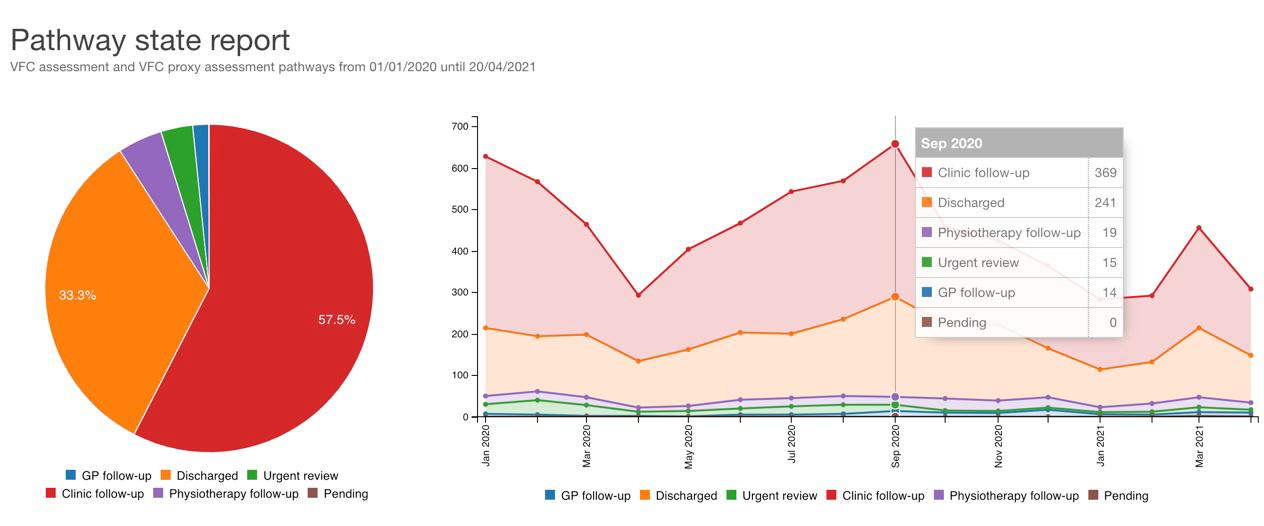 Pathway state report
VFC assessment and VFC proxy assessment pathways from 01/01/2020 until 20/04/2021
33.3%
57.5%
GP follow-up Discharged Urgent review
Clinic follow-up Physiotherapy follow-up Pending
700
600
500
400
300
200
100
0
Jan 2020
Mar 2020
May 2020
Jul 2020
Sep 2020
Nov 2020
Jan 2021
Mar 2021
Sep 2020
Clinic follow-up 369
Discharged 241
Physiotherapy follow-up 19
Urgent review 15
GP follow-up 14
Pending 0
GP follow-up Discharged Urgent review Clinic follow-up Physiotherapy follow-up Pending